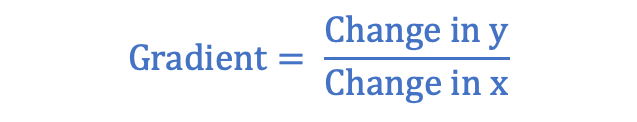 Change in y
Gradient =
Change in x